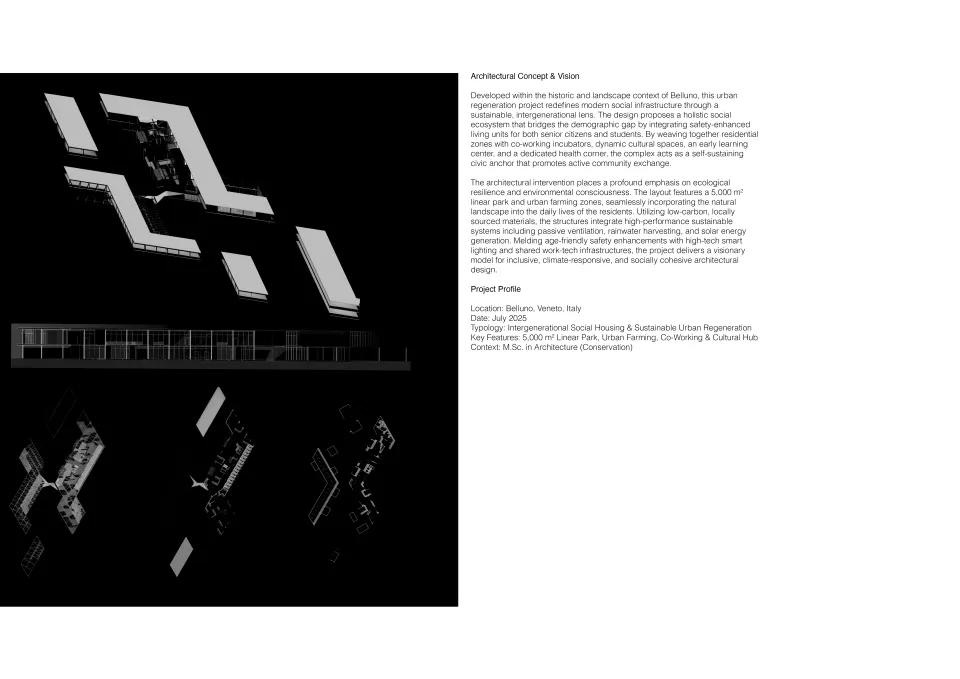 Architectural Concept & Vision
Developed within the historic and landscape context of Belluno, this urban
regeneration project redefines modern social infrastructure through a
sustainable, intergenerational lens. The design proposes a holistic social
ecosystem that bridges the demographic gap by integrating safety-enhanced
living units for both senior citizens and students. By weaving together residential
zones with co-working incubators, dynamic cultural spaces, an early learning
center, and a dedicated health corner, the complex acts as a self-sustaining
civic anchor that promotes active community exchange.
The architectural intervention places a profound emphasis on ecological
resilience and environmental consciousness. The layout features a 5,000 m²
linear park and urban farming zones, seamlessly incorporating the natural
landscape into the daily lives of the residents. Utilizing low-carbon, locally
sourced materials, the structures integrate high-performance sustainable
systems including passive ventilation, rainwater harvesting, and solar energy
generation. Melding age-friendly safety enhancements with high-tech smart
lighting and shared work-tech infrastructures, the project delivers a visionary
model for inclusive, climate-responsive, and socially cohesive architectural
design.
Project Profile
Location: Belluno, Veneto, Italy
Date: July 2025
Typology: Intergenerational Social Housing & Sustainable Urban Regeneration
Key Features: 5,000 m² Linear Park, Urban Farming, Co-Working & Cultural Hub
Context: M.Sc. in Architecture (Conservation)